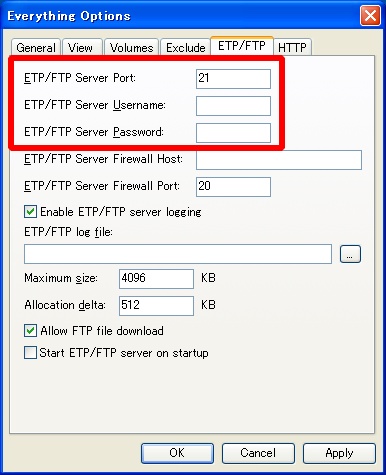 Everything Options
General View Volumes Exclude ETP/FTP HTTP
ETP/FTP Server Port: 21
ETP/FTP Server Username:
ETP/FTP Server Password:
ETP/FTP Server Firewall Host:
ETP/FTP Server Firewall Port: 20
Enable ETP/FTP server logging
ETP/FTP log file:
...
Maximum size: 4096 KB
Allocation delta: 512 KB
Allow FTP file download
Start ETP/FTP server on startup
OK Cancel Apply